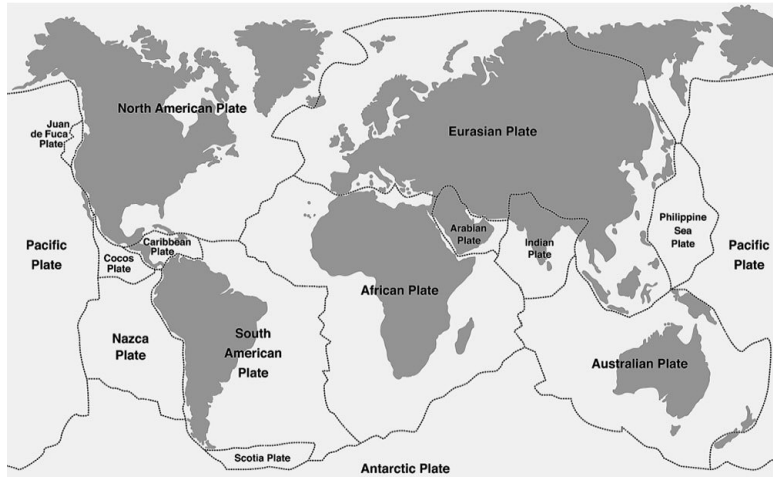 North American Plate
Juan
de Fuca
Plate
Eurasian Plate
Pacific
Plate
Cocos
Plate
Caribbean
Plate
Arabian
Plate
Indian
Plate
Philippine
Sea
Plate
Pacific
Plate
African Plate
Nazca
Plate
South
American
Plate
Australian Plate
Scotia Plate
Antarctic Plate